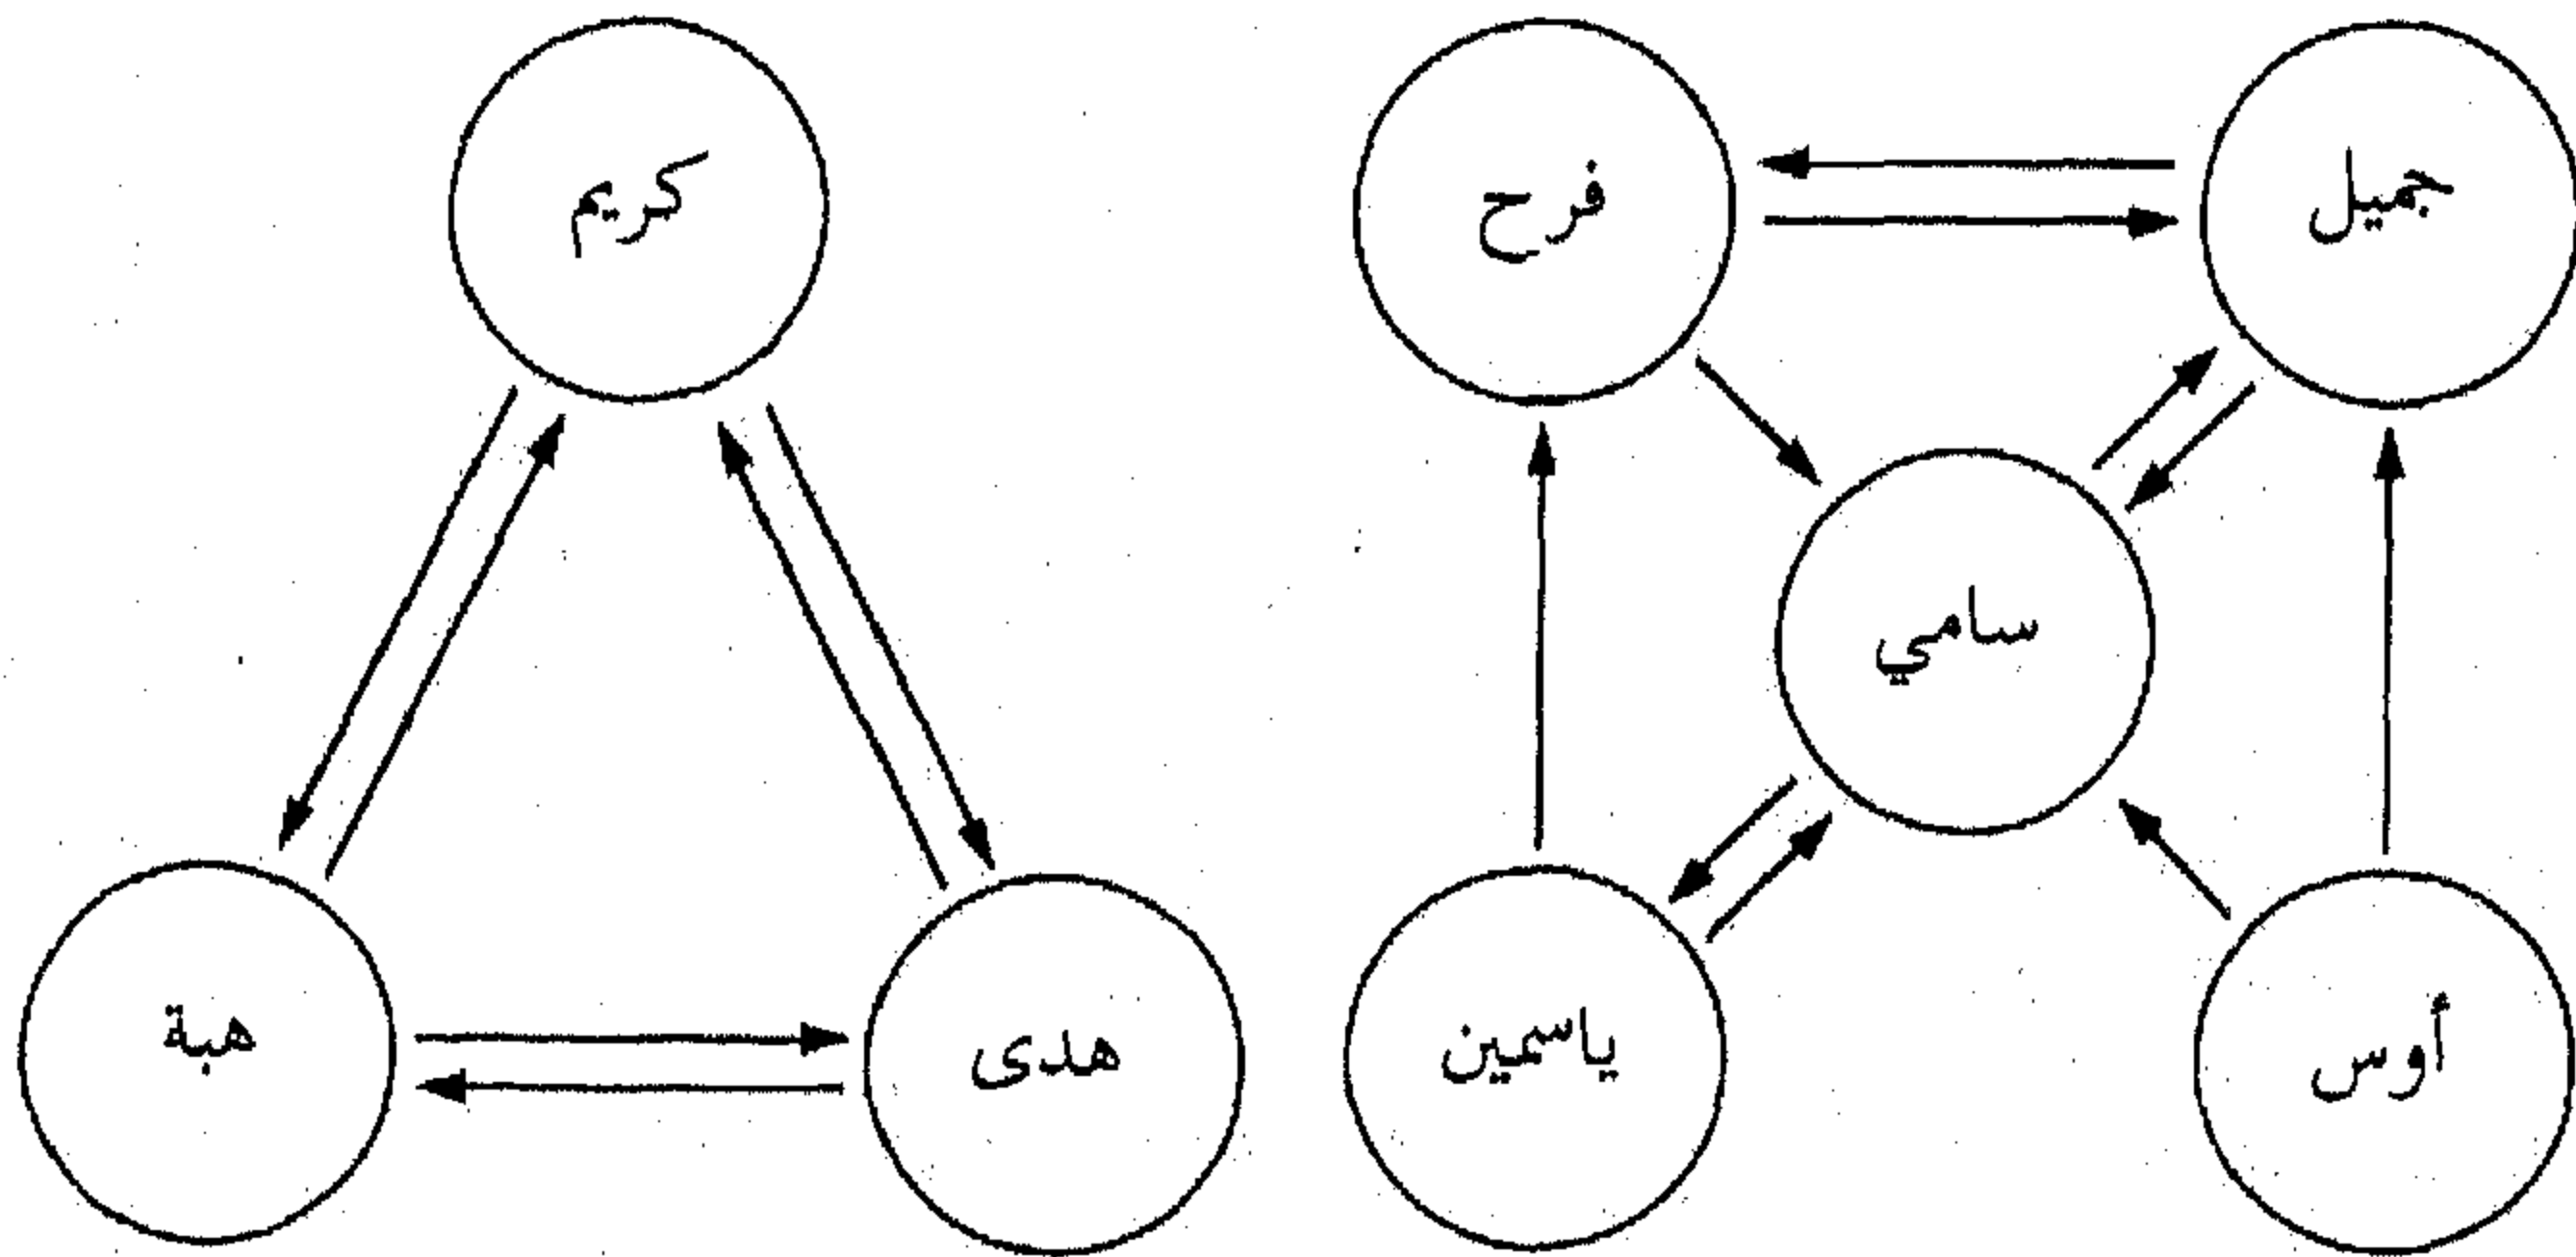 جميل
فرح
كريم
سامي
أوس
ياسمين
هدى
هبة